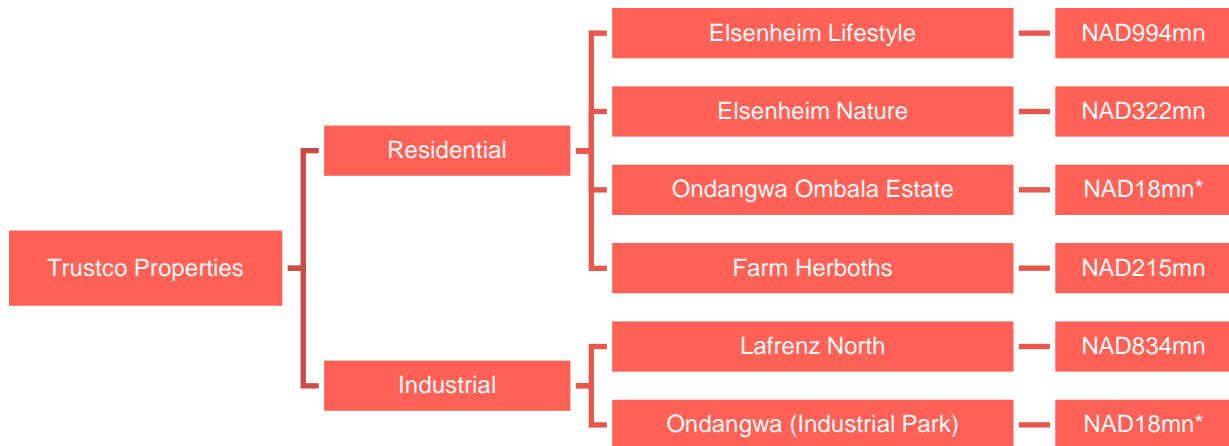 Elsenheim Lifestyle
NAD994mn
Elsenheim Nature
NAD322mn
Residential
Ondangwa Ombala Estate
NAD18mn*
Trustco Properties
Farm Herboths
NAD215mn
Lafrenz North
NAD834mn
Industrial
Ondangwa (Industrial Park)
NAD18mn*